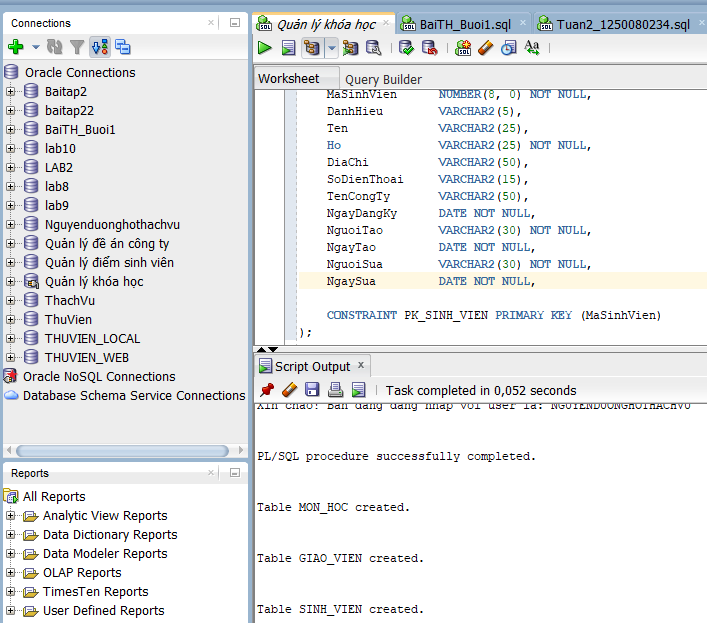 Connections
Oracle Connections
Baitap2
baitap22
BaiTH_Buoi1
lab10
LAB2
lab8
lab9
Nguyenduonghothachvu
Quản lý đề án công ty
Quản lý điểm sinh viên
Quản lý khóa học
ThachVu
ThuVien
THUVIEN_LOCAL
THUVIEN_WEB
Oracle NoSQL Connections
Database Schema Service Connections
Reports
All Reports
Analytic View Reports
Data Dictionary Reports
Data Modeler Reports
OLAP Reports
TimesTen Reports
User Defined Reports
Quản lý khóa học BaiTH_Buoi1.sql Tuan2_1250080234.sql
Worksheet Query Builder
MaSinhVien NUMBER(8, 0) NOT NULL,
DanhHieu VARCHAR2(5),
Ten VARCHAR2(25),
Ho VARCHAR2(25) NOT NULL,
DiaChi VARCHAR2(50),
SoDienThoai VARCHAR2(15),
TenCongTy VARCHAR2(50),
NgayDangKy DATE NOT NULL,
NguoiTao VARCHAR2(30) NOT NULL,
NgayTao DATE NOT NULL,
NguoiSua VARCHAR2(30) NOT NULL,
NgaySua DATE NOT NULL,
CONSTRAINT PK_SINH_VIEN PRIMARY KEY (MaSinhVien)
);
Script Output
Task completed in 0,052 seconds
Xin chao! Ban dang dang nhap voi user la: NGUYENDUONGHOTHACHVU
PL/SQL procedure successfully completed.
Table MON_HOC created.
Table GIAO_VIEN created.
Table SINH_VIEN created.